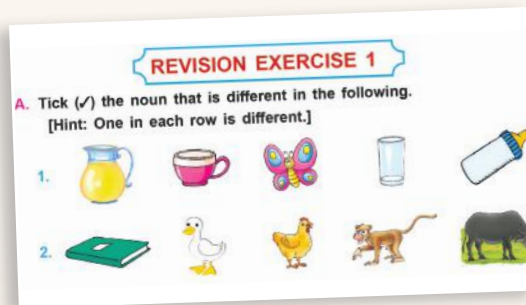 REVISION EXERCISE 1
A. Tick (✓) the noun that is different in the following.
[Hint: One in each row is different.]
1.
2.